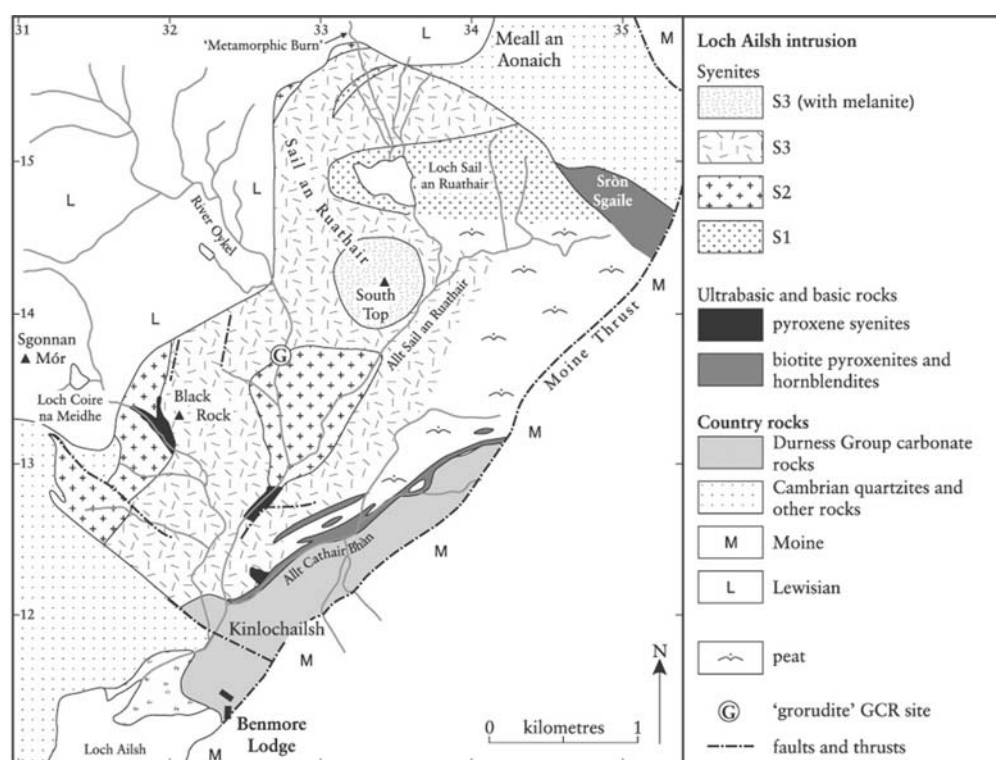 31
32
33
34
35
'Metamorphic Burn'
L
Meall an
Aonaich
M
15
Sail an Ruathair
Loch Sail
an Ruathair
Sròn
Sgaile
L
L
River Oykel
14
South
Top
M
L
Sgonnan
Mór
G
Allt Sail an Ruathair
Moine Thrust
Loch Coire
na Meidhe
Black
Rock
13
M
Allt Cathair Bhàn
M
12
Kinlochailsh
M
N
0 kilometres 1
Benmore
Lodge
Loch Ailsh
M
Loch Ailsh intrusion
Syenites
S3 (with melanite)
S3
S2
S1
Ultrabasic and basic rocks
pyroxene syenites
biotite pyroxenites and
hornblendites
Country rocks
Durness Group carbonate
rocks
Cambrian quartzites and
other rocks
M Moine
L Lewisian
peat
G 'grorudite' GCR site
faults and thrusts